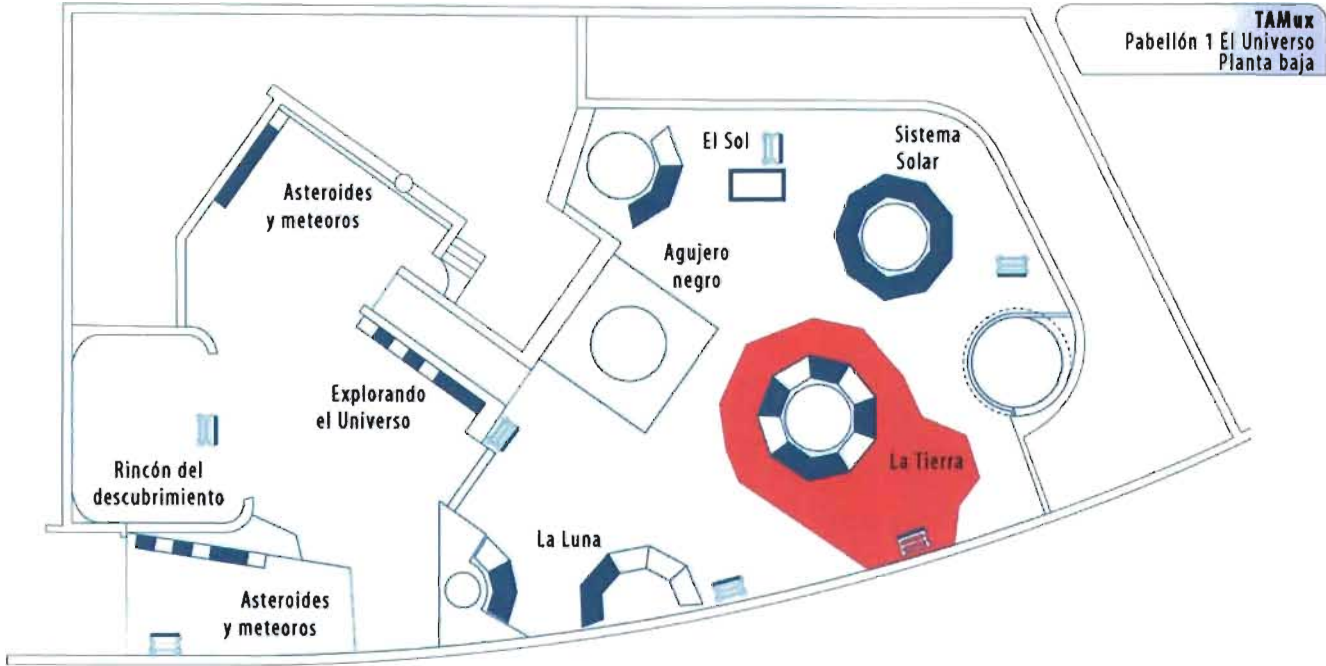 TAMux
Pabellón 1 El Universo
Planta baja
El Sol
Sistema
Solar
Asteroides
y meteoros
Agujero
negro
Explorando
el Universo
La Tierra
Rincón del
descubrimiento
La Luna
Asteroides
y meteoros